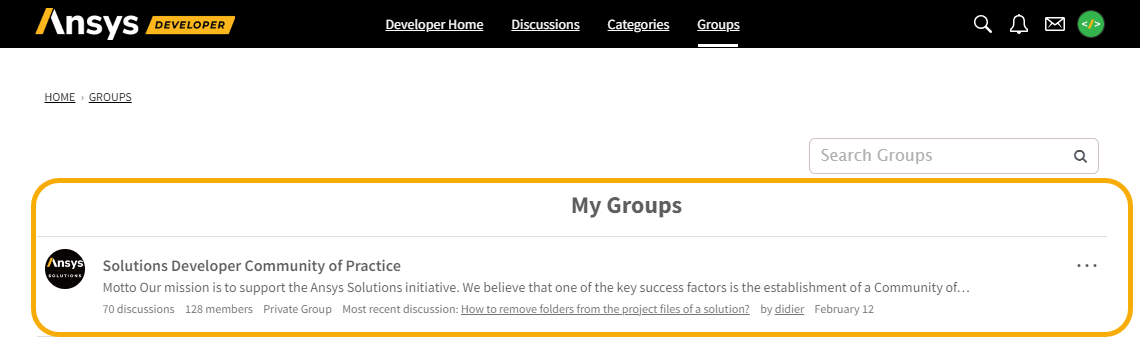 Ansys DEVELOPER Developer Home Discussions Categories Groups </>
HOME › GROUPS
Search Groups
My Groups
Ansys SOLUTIONS
Solutions Developer Community of Practice ...
Motto Our mission is to support the Ansys Solutions initiative. We believe that one of the key success factors is the establishment of a Community of…
70 discussions 128 members Private Group Most recent discussion: How to remove folders from the project files of a solution? by didier February 12